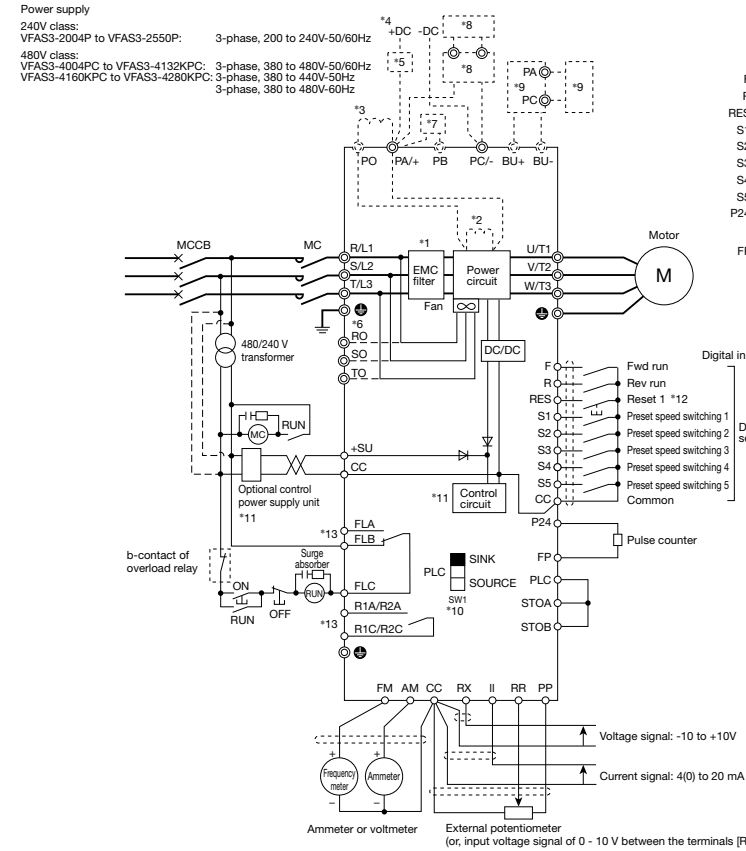 Power supply
240V class:
VFAS3-2004P to VFAS3-2550P: 3-phase, 200 to 240V-50/60Hz
480V class:
VFAS3-4004PC to VFAS3-4132KPC: 3-phase, 380 to 480V-50/60Hz
VFAS3-4160KPC to VFAS3-4280KPC: 3-phase, 380 to 440V-50Hz
3-phase, 380 to 480V-60Hz
*4
+DC -DC
*8
*5
*8
PA
*9
*9
PC
*3
*7
PO PA/+ PB PC/- BU+ BU-
RES
S1
S2
S3
S4
S5
P24
*2
MCCB MC R/L1 *1 U/T1 Motor
S/L2 EMC filter Power circuit V/T2 M
T/L3 W/T3
Fan
*6
RO
480/240 V
transformer
SO
DC/DC
TO
Digital in
F Fwd run
R Rev run
RES Reset 1 *12
S1 Preset speed switching 1
S2 Preset speed switching 2
S3 Preset speed switching 3
S4 Preset speed switching 4
S5 Preset speed switching 5
CC Common
MC RUN
+SU
CC
Optional control
power supply unit
*11
*11 Control
circuit
P24
Pulse counter
FP
*13 FLA
FLB
b-contact of
overload relay
Surge
absorber
FLC
PLC SINK
SOURCE
SW1
*10
PLC
STOA
STOB
ON
RUN
OFF
RUN
R1A/R2A
*13
R1C/R2C
FM AM CC RX II RR PP
Voltage signal: -10 to +10V
+ +
Frequency
meter
Ammeter
Current signal: 4(0) to 20 mA
− −
Ammeter or voltmeter
External potentiometer
(or, input voltage signal of 0 - 10 V between the terminals [R